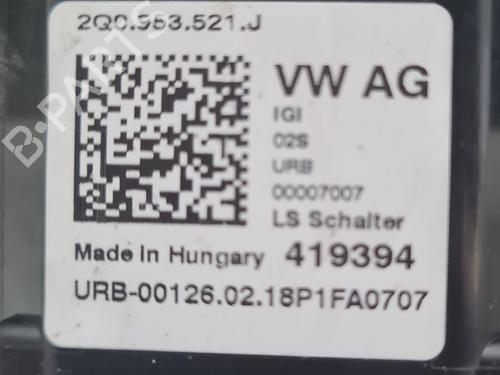 2Q0.953.521.J
VW AG
IGI
02S
URB
00007007
LS Schalter
Made in Hungary 419394
URB-00126.02.18P1FA0707
B-PARTS